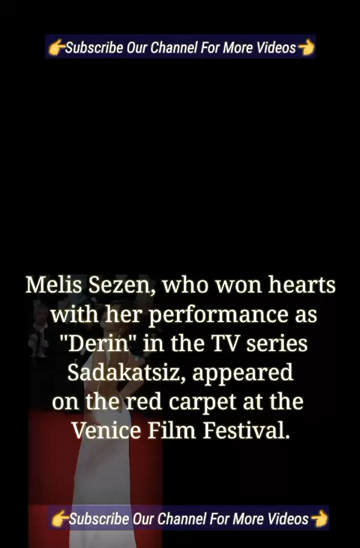 👉Subscribe Our Channel For More Videos👈
Melis Sezen, who won hearts
with her performance as
"Derin" in the TV series
Sadakatsiz, appeared
on the red carpet at the
Venice Film Festival.
👉Subscribe Our Channel For More Videos👈